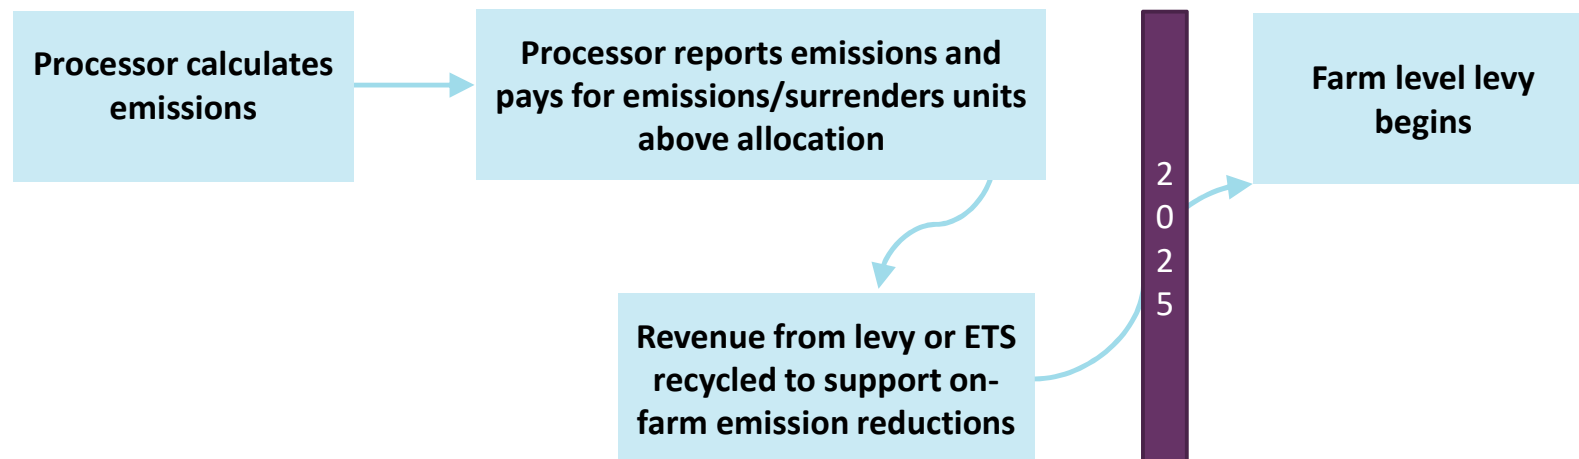 Processor calculates
emissions
Processor reports emissions and
pays for emissions/surrenders units
above allocation
Revenue from levy or ETS
recycled to support on-
farm emission reductions
2
0
2
5
Farm level levy
begins